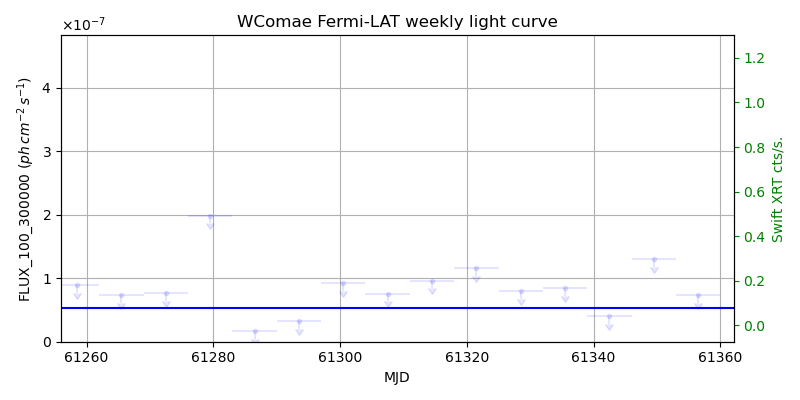 WComae Fermi-LAT weekly light curve
×10⁻⁷
4
3
2
1
0
FLUX_100_300000 (ph cm⁻² s⁻¹)
1.2
1.0
0.8
0.6
0.4
0.2
0.0
Swift XRT cts/s.
61260 61280 61300 61320 61340 61360
MJD